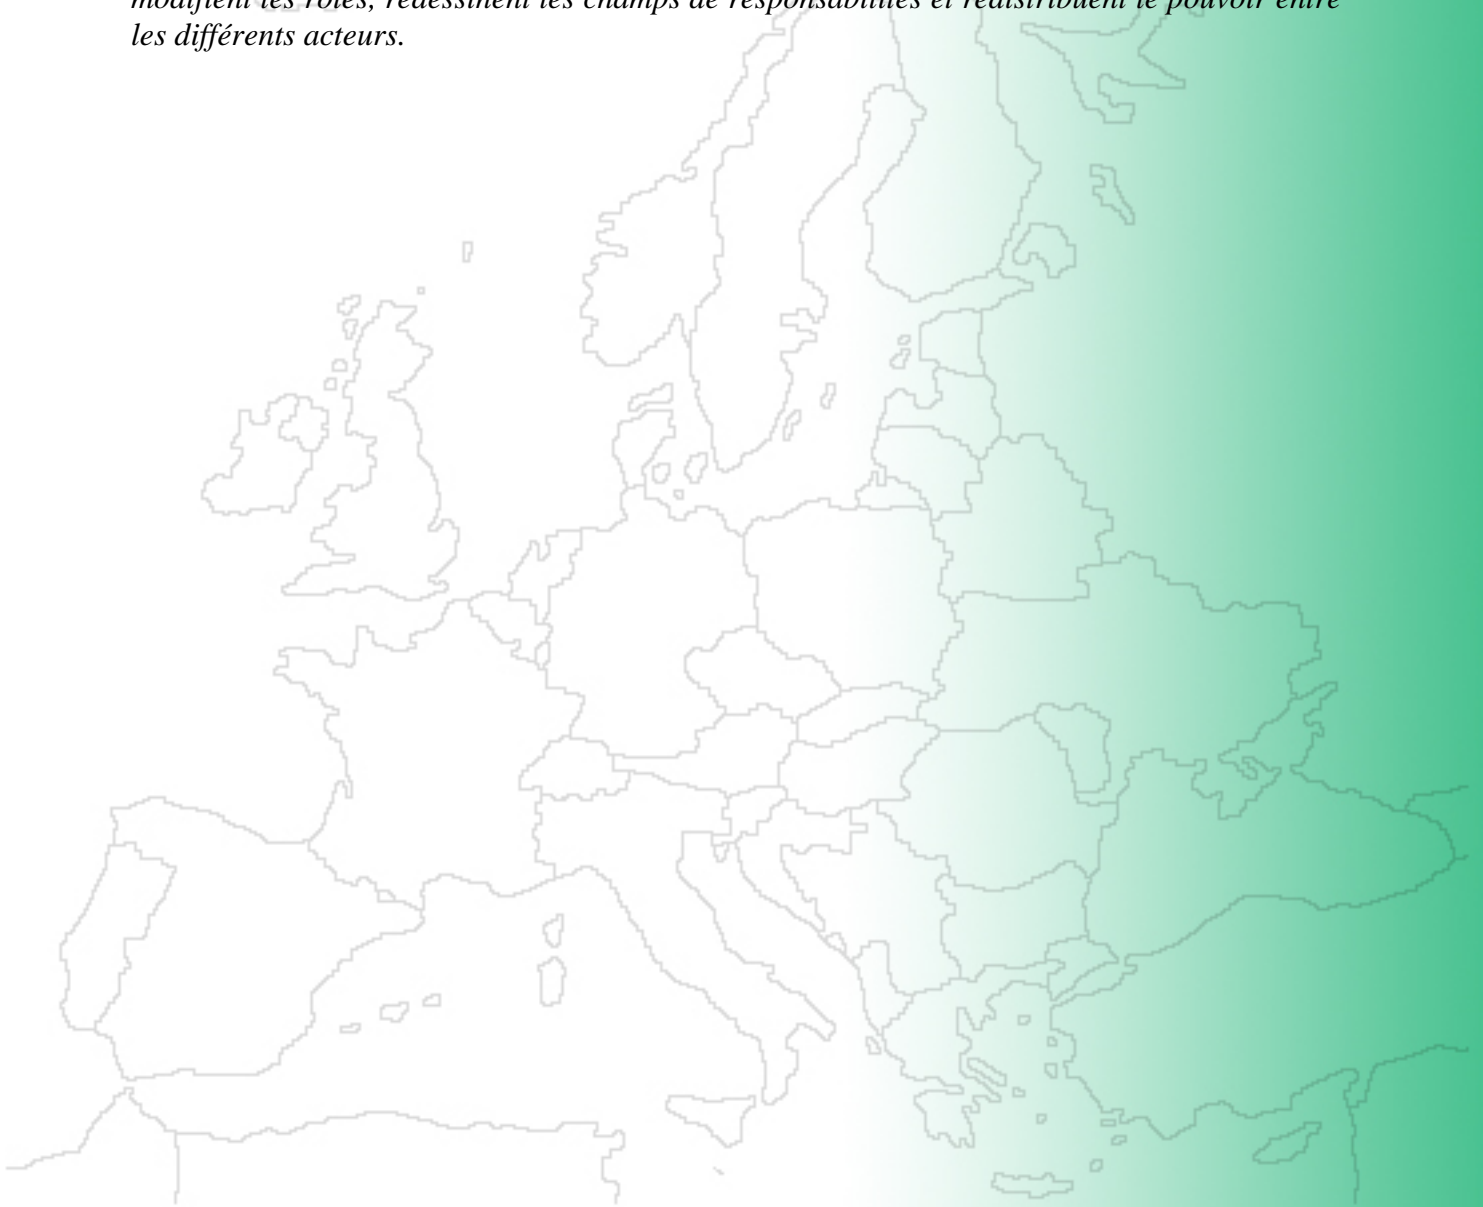 modifient les rôles, redessinent les champs de responsabilités et redistribuent le pouvoir entre
les différents acteurs.